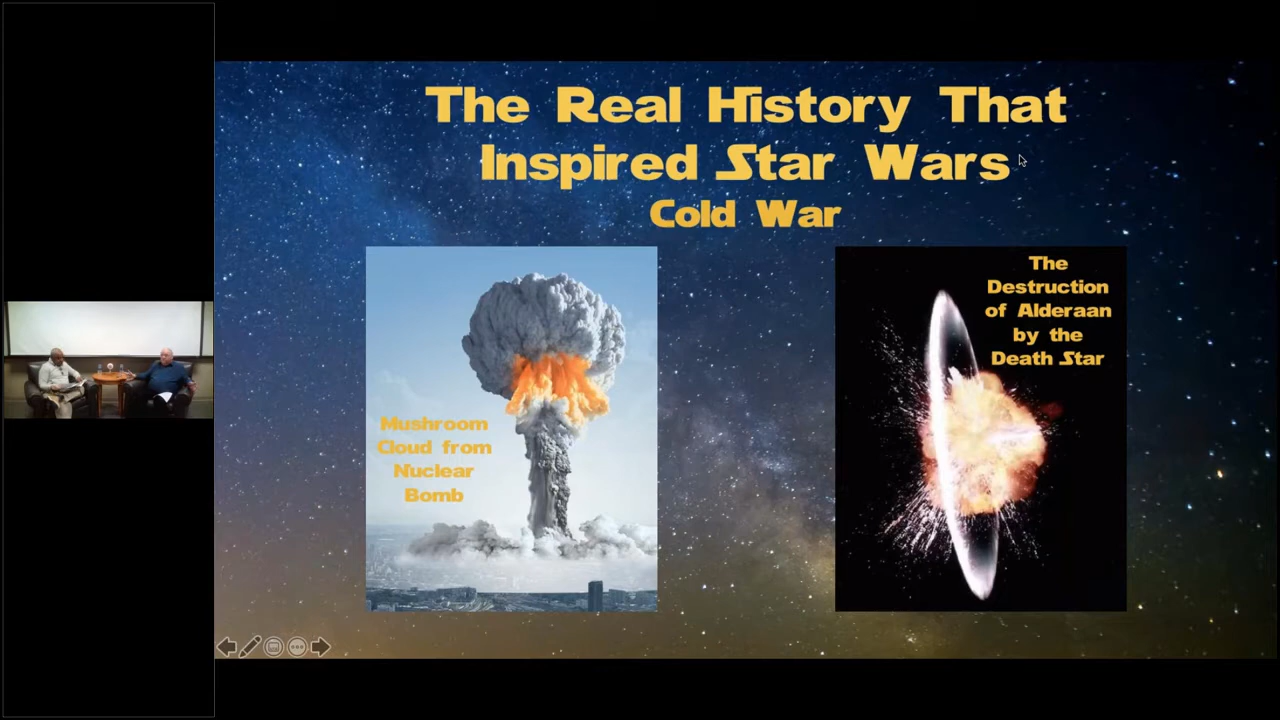 The Real History That
Inspired Star Wars
Cold War
Mushroom
Cloud from
Nuclear
Bomb
The
Destruction
of Alderaan
by the
Death Star